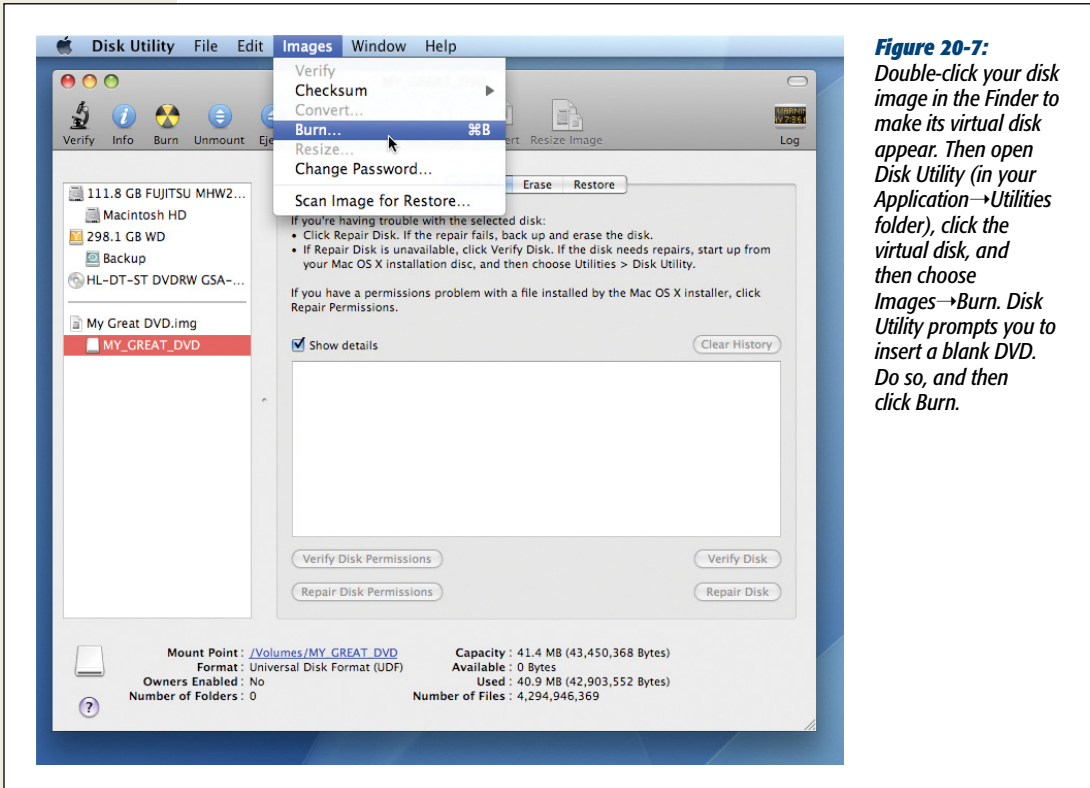 Disk Utility File Edit Images Window Help
Verify
Checksum
Convert...
Burn... ⌘B
Resize...
Change Password...
Scan Image for Restore...
Verify Info Burn Unmount Resize Image Log
111.8 GB FUJITSU MHW2...
Macintosh HD
298.1 GB WD
Backup
HL-DT-ST DVDRW GSA-...
My Great DVD.img
MY_GREAT_DVD
Erase Restore
If you're having trouble with the selected disk:
• Click Repair Disk. If the repair fails, back up and erase the disk.
• If Repair Disk is unavailable, click Verify Disk. If the disk needs repairs, start up from
your Mac OS X installation disc, and then choose Utilities > Disk Utility.
If you have a permissions problem with a file installed by the Mac OS X installer, click
Repair Permissions.
Show details Clear History
Verify Disk Permissions Verify Disk
Repair Disk Permissions Repair Disk
Mount Point : /Volumes/MY_GREAT_DVD Capacity : 41.4 MB (43,450,368 Bytes)
Format : Universal Disk Format (UDF) Available : 0 Bytes
Owners Enabled : No Used : 40.9 MB (42,903,552 Bytes)
Number of Folders : 0 Number of Files : 4,294,946,369
?
Figure 20-7:
Double-click your disk
image in the Finder to
make its virtual disk
appear. Then open
Disk Utility (in your
Application→Utilities
folder), click the
virtual disk, and
then choose
Images→Burn. Disk
Utility prompts you to
insert a blank DVD.
Do so, and then
click Burn.